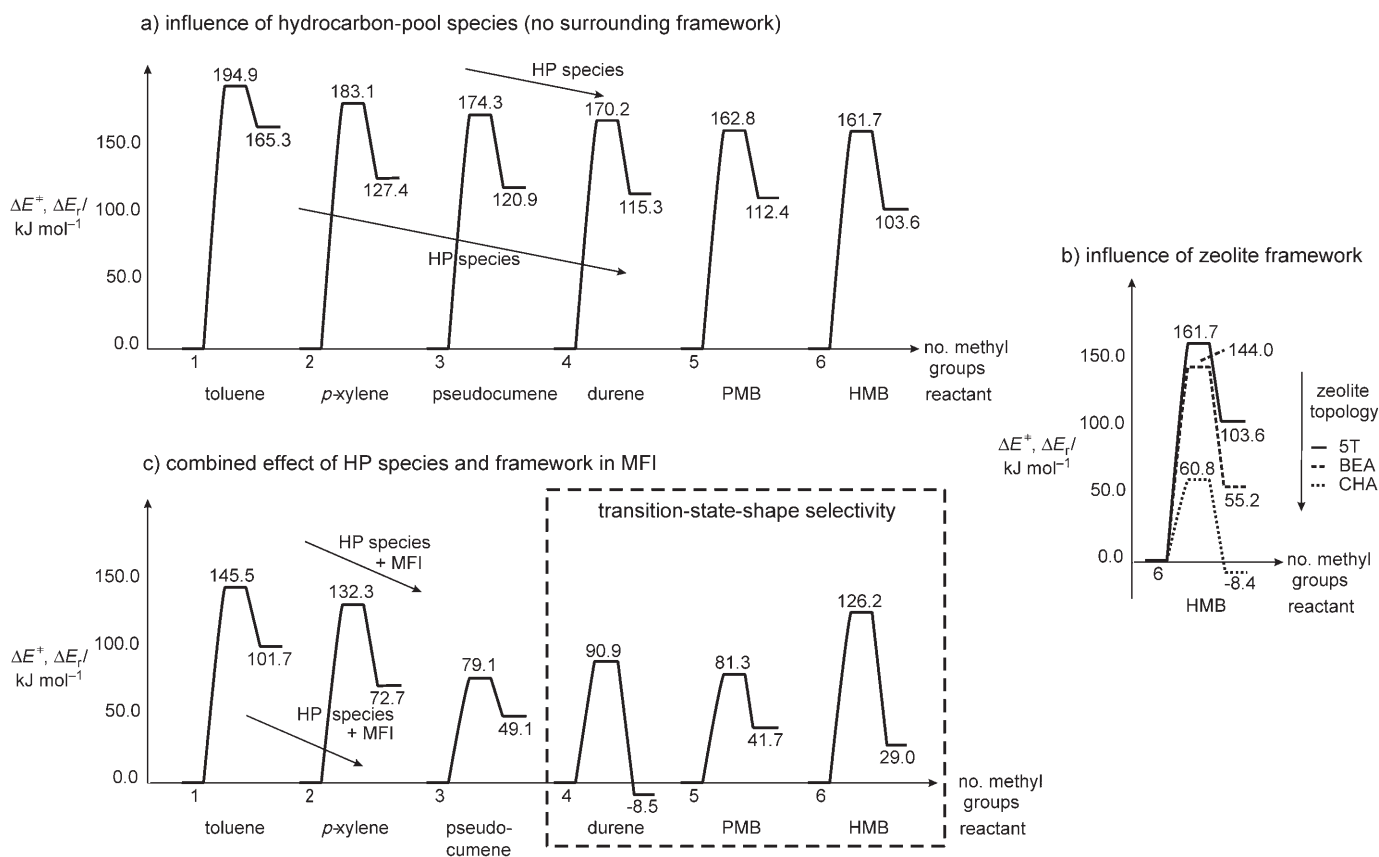 a) influence of hydrocarbon-pool species (no surrounding framework)
HP species
194.9
183.1
174.3
170.2
162.8
161.7
150.0
165.3
127.4
120.9
115.3
112.4
103.6
ΔE‡, ΔEr/
kJ mol–1
100.0
HP species
50.0
0.0
1
2
3
4
5
6
no. methyl
groups
toluene
p-xylene
pseudocumene
durene
PMB
HMB
reactant
b) influence of zeolite framework
161.7
144.0
150.0
zeolite
topology
100.0
103.6
ΔE‡, ΔEr/
kJ mol–1
5T
BEA
CHA
60.8
50.0
55.2
0.0
6
no. methyl
groups
-8.4
HMB
reactant
c) combined effect of HP species and framework in MFI
transition-state-shape selectivity
HP species
+ MFI
150.0
145.5
132.3
126.2
79.1
90.9
81.3
100.0
101.7
72.7
49.1
41.7
29.0
ΔE‡, ΔEr/
kJ mol–1
HP species
+ MFI
50.0
0.0
-8.5
1
2
3
4
5
6
no. methyl
groups
toluene
p-xylene
pseudo-
cumene
durene
PMB
HMB
reactant